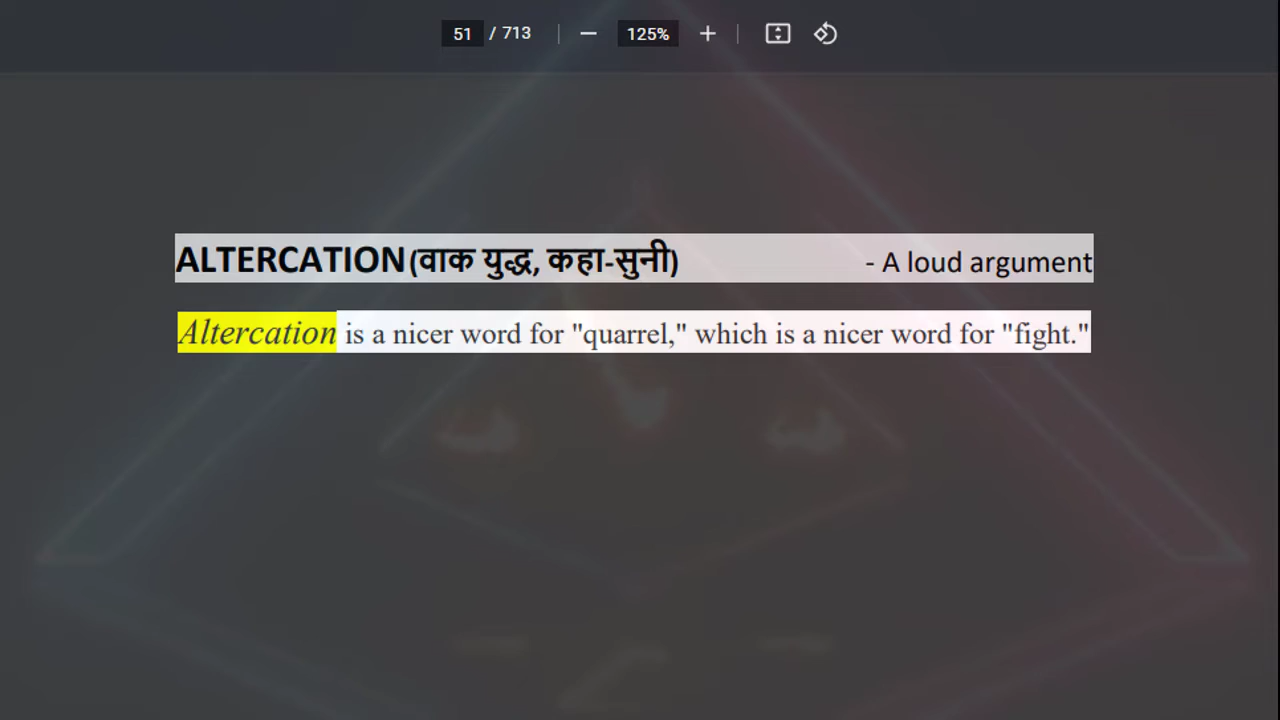 51 / 713 — 125% +
ALTERCATION(वाक युद्ध, कहा-सुनी) - A loud argument
Altercation is a nicer word for "quarrel," which is a nicer word for "fight."